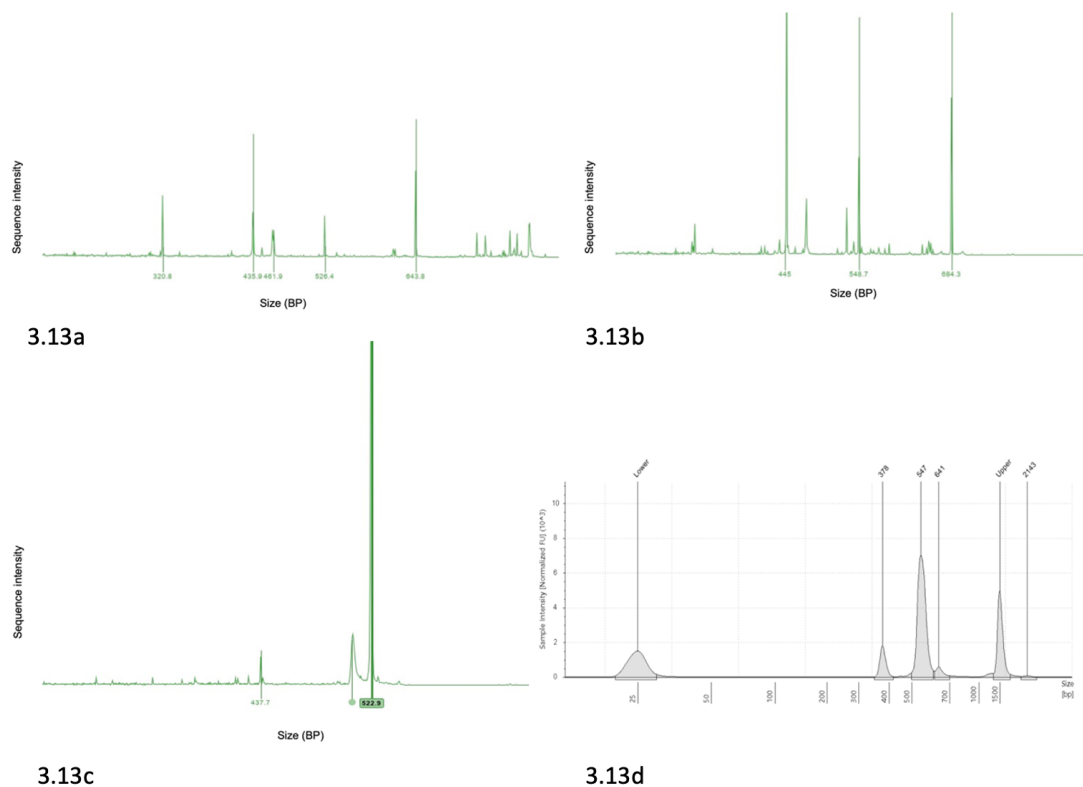 Sequence intensity
320.8 435.9 461.9 526.4 643.8
Size (BP)
3.13a
Sequence intensity
445 548.7 684.3
Size (BP)
3.13b
Sequence intensity
437.7 522.9
Size (BP)
3.13c
Sample Intensity [Normalized FU] (10^3)
Lower 378 547 641 Upper 2143
10
8
6
4
2
0
25 50 100 200 300 400 500 700 1000 1500
Size
[bp]
3.13d